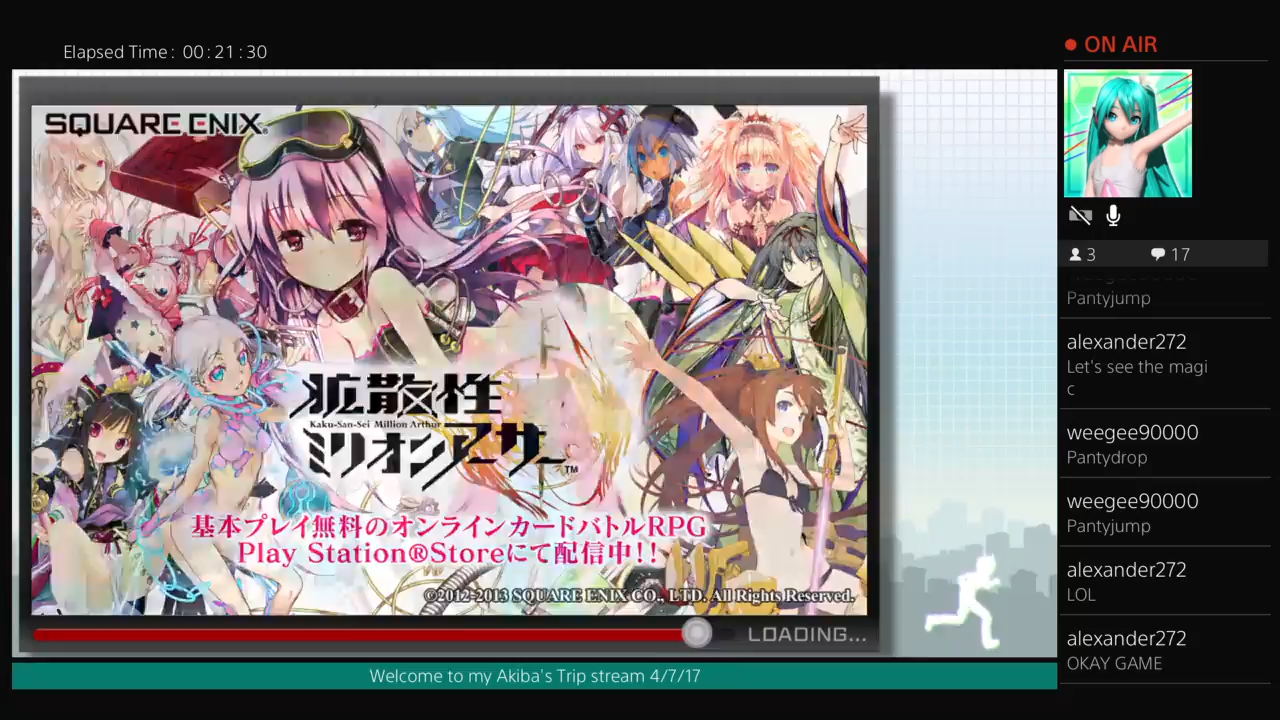 Elapsed Time: 00:21:30
ON AIR
SQUARE ENIX®
拡散性
Kaku-San-Sei Million Arthur
ミリオンアーサー™
基本プレイ無料のオンラインカードバトルRPG
Play Station®Storeにて配信中!!
©2012-2013 SQUARE ENIX CO., LTD. All Rights Reserved.
LOADING...
Welcome to my Akiba's Trip stream 4/7/17
3
17
Pantyjump
alexander272
Let's see the magi
c
weegee90000
Pantydrop
weegee90000
Pantyjump
alexander272
LOL
alexander272
OKAY GAME